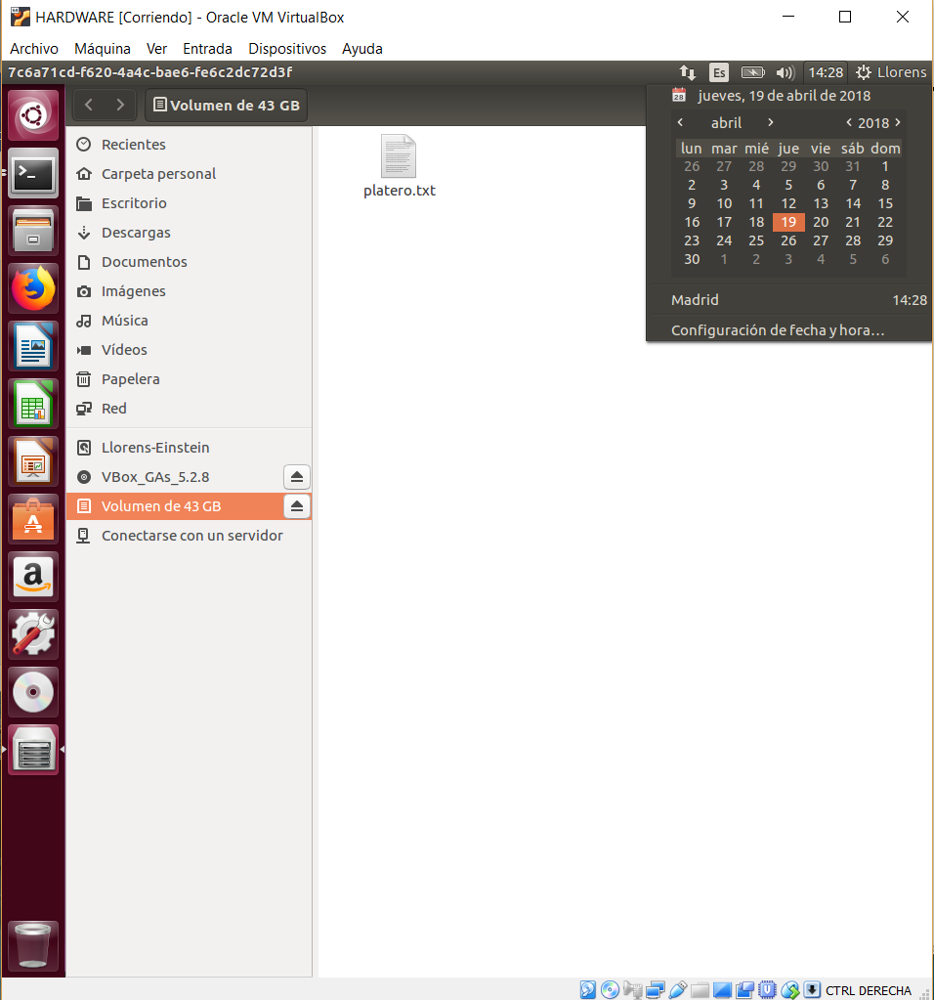 HARDWARE [Corriendo] - Oracle VM VirtualBox
Archivo Máquina Ver Entrada Dispositivos Ayuda
7c6a71cd-f620-4a4c-bae6-fe6c2dc72d3f Es 14:28 Llorens
Volumen de 43 GB
Recientes
Carpeta personal
Escritorio
Descargas
Documentos
Imágenes
Música
Vídeos
Papelera
Red
Llorens-Einstein
VBox_GAs_5.2.8
Volumen de 43 GB
Conectarse con un servidor
platero.txt
28 jueves, 19 de abril de 2018
abril 2018
lun mar mié jue vie sáb dom
26 27 28 29 30 31 1
2 3 4 5 6 7 8
9 10 11 12 13 14 15
16 17 18 19 20 21 22
23 24 25 26 27 28 29
30 1 2 3 4 5 6
Madrid 14:28
Configuración de fecha y hora…
CTRL DERECHA